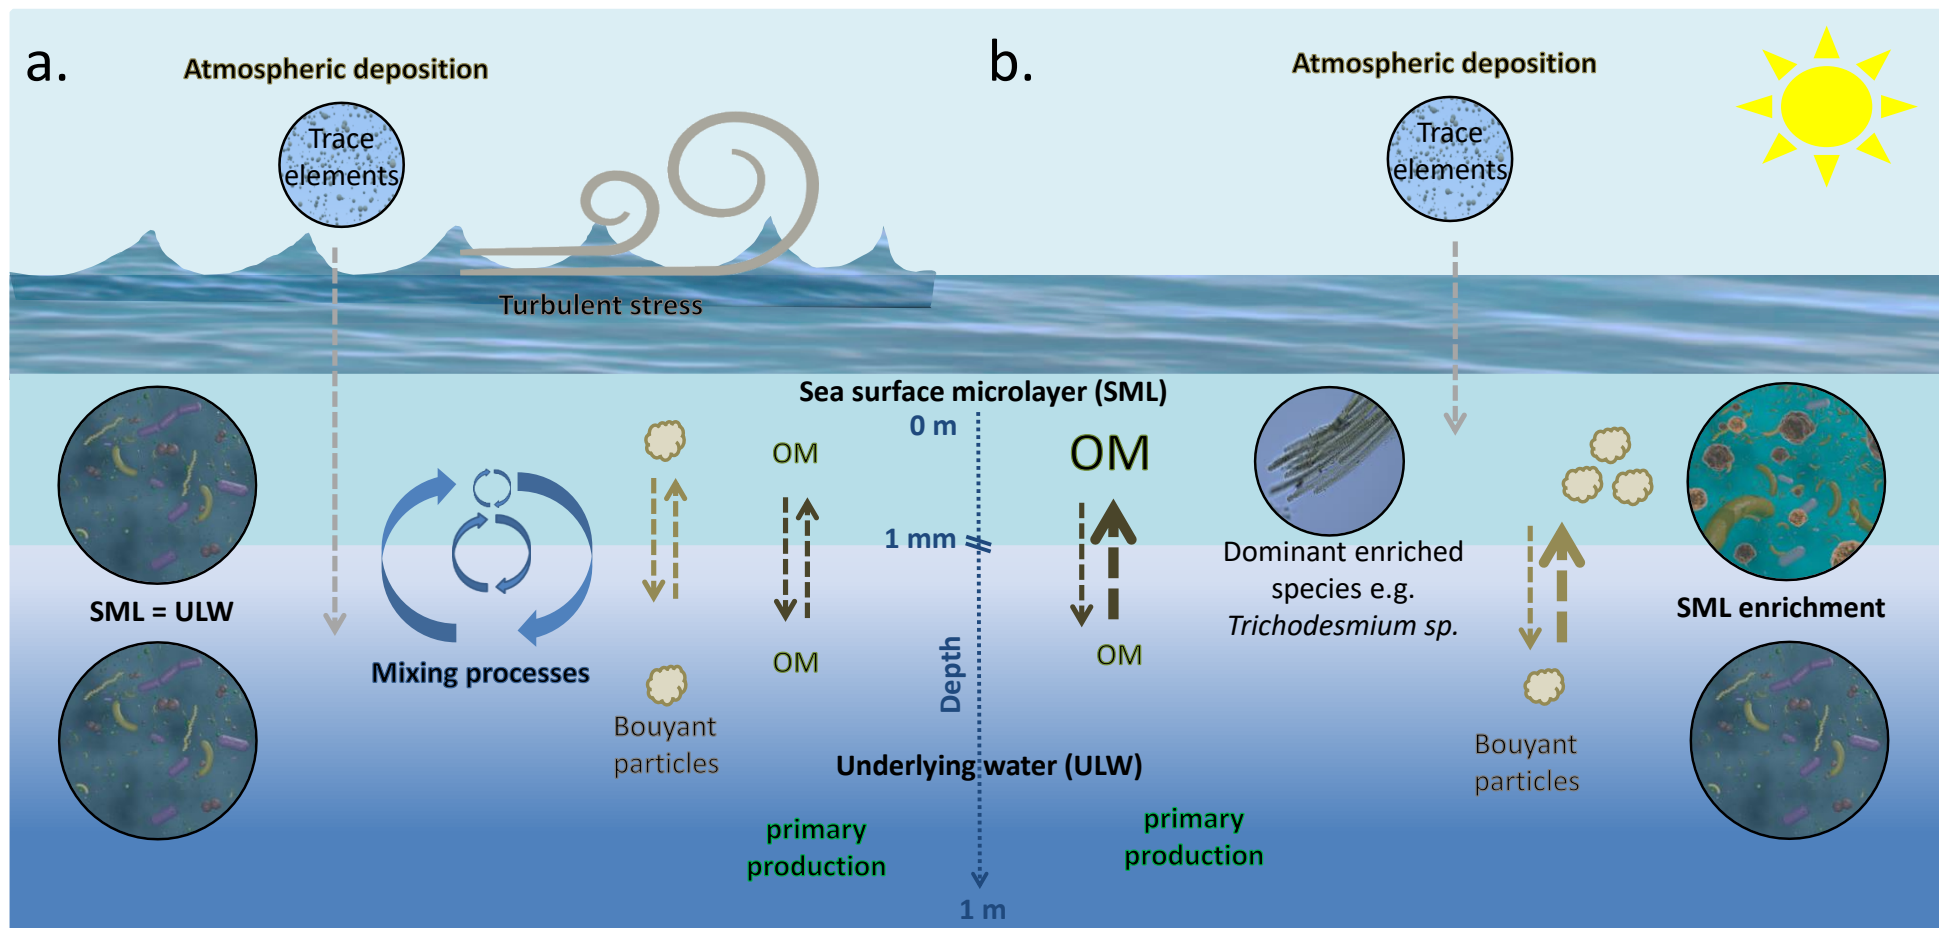 a.
Atmospheric deposition
Trace
elements
Turbulent stress
SML = ULW
Mixing processes
Bouyant
particles
OM
OM
primary
production
Sea surface microlayer (SML)
0 m
1 mm
Depth
Underlying water (ULW)
1 m
b.
Atmospheric deposition
Trace
elements
OM
OM
Dominant enriched
species e.g.
Trichodesmium sp.
Bouyant
particles
SML enrichment
primary
production